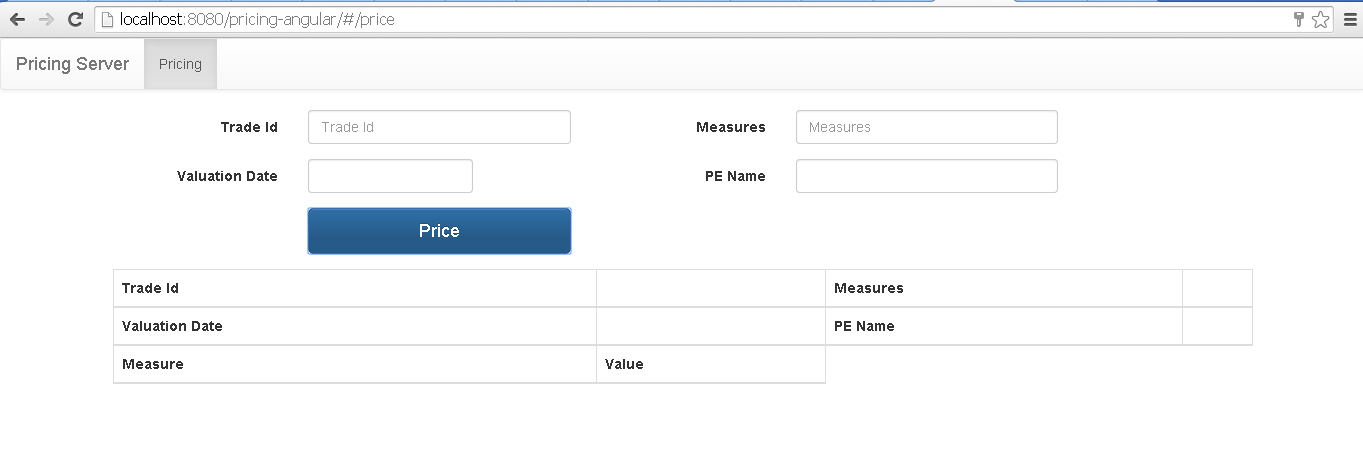 localhost:8080/pricing-angular/#/price
Pricing Server Pricing
Trade Id Trade Id Measures Measures
Valuation Date PE Name
Price
Trade Id Measures
Valuation Date PE Name
Measure Value